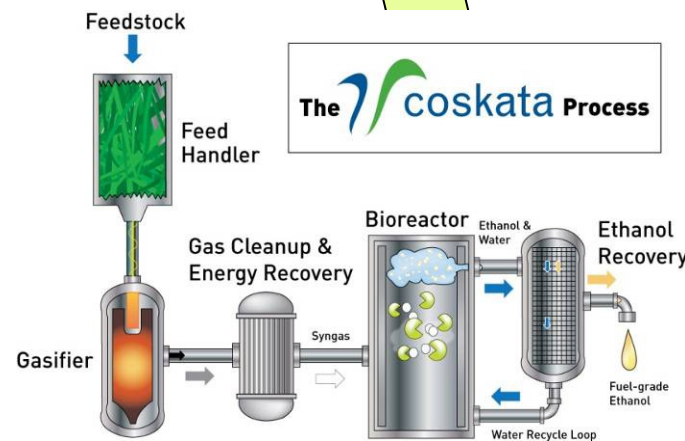 Feedstock
The coskata Process
Feed
Handler
Bioreactor
Ethanol &
Water
Ethanol
Recovery
Gas Cleanup &
Energy Recovery
Syngas
Gasifier
Fuel-grade
Ethanol
Water Recycle Loop